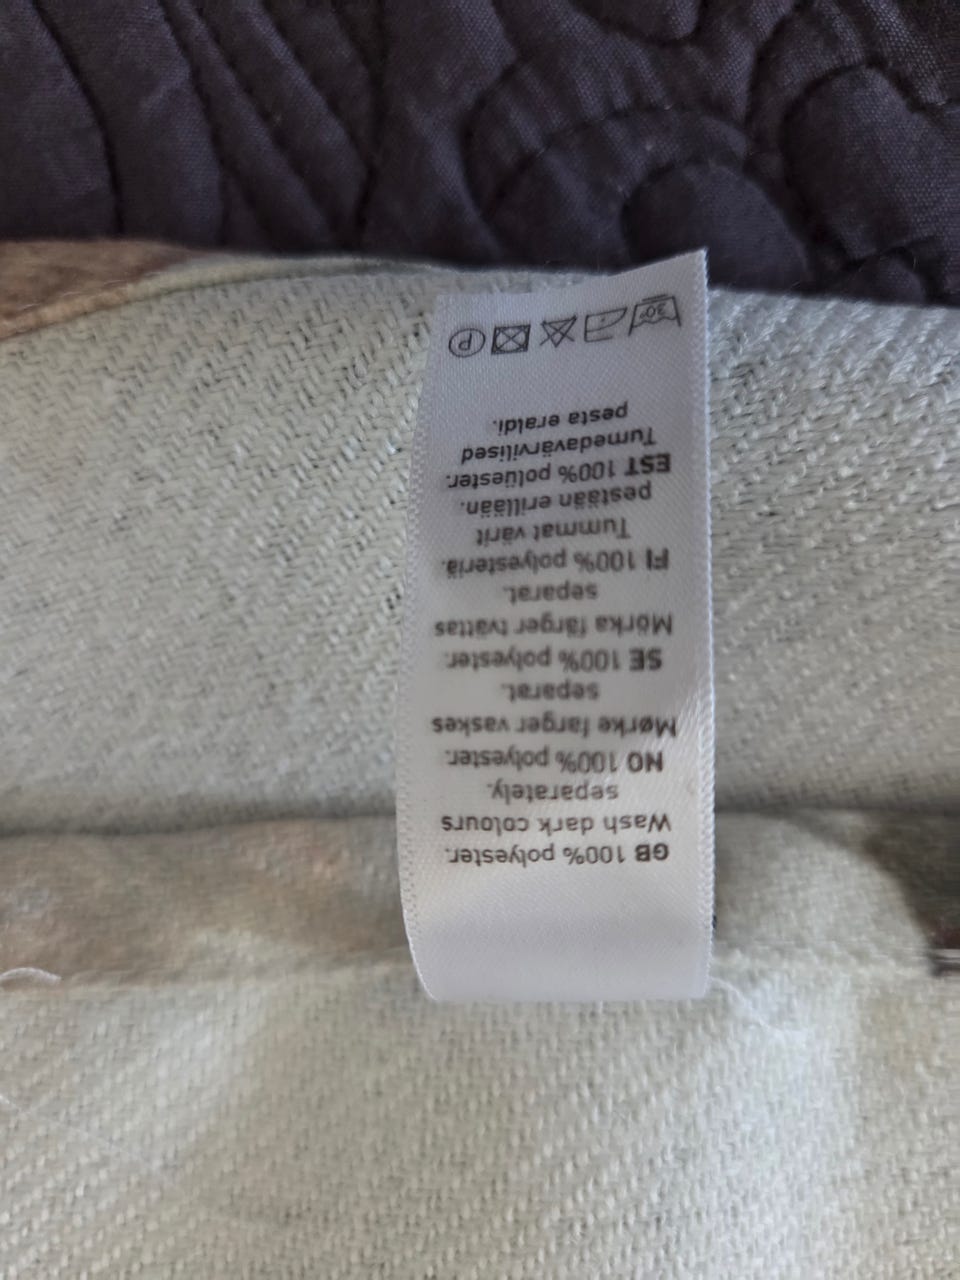 GB 100% polyester.
Wash dark colours
separately.
NO 100% polyester.
Mørke farger vaskes
separat.
SE 100% polyester.
Mörka färger tvättas
separat.
FI 100% polyesteriä.
Tummat värit
pestään erillään.
EST 100% polüester.
Tumedavärvilised
pesta eraldi.
30°
P